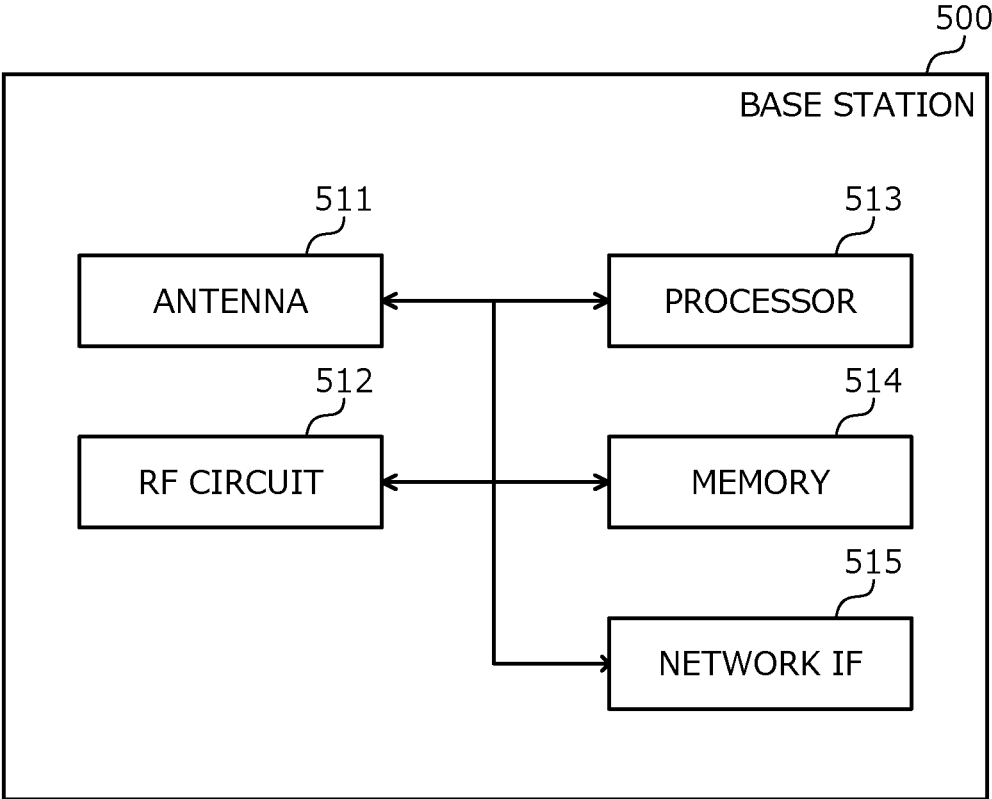 500
BASE STATION
511
ANTENNA
513
PROCESSOR
512
RF CIRCUIT
514
MEMORY
515
NETWORK IF